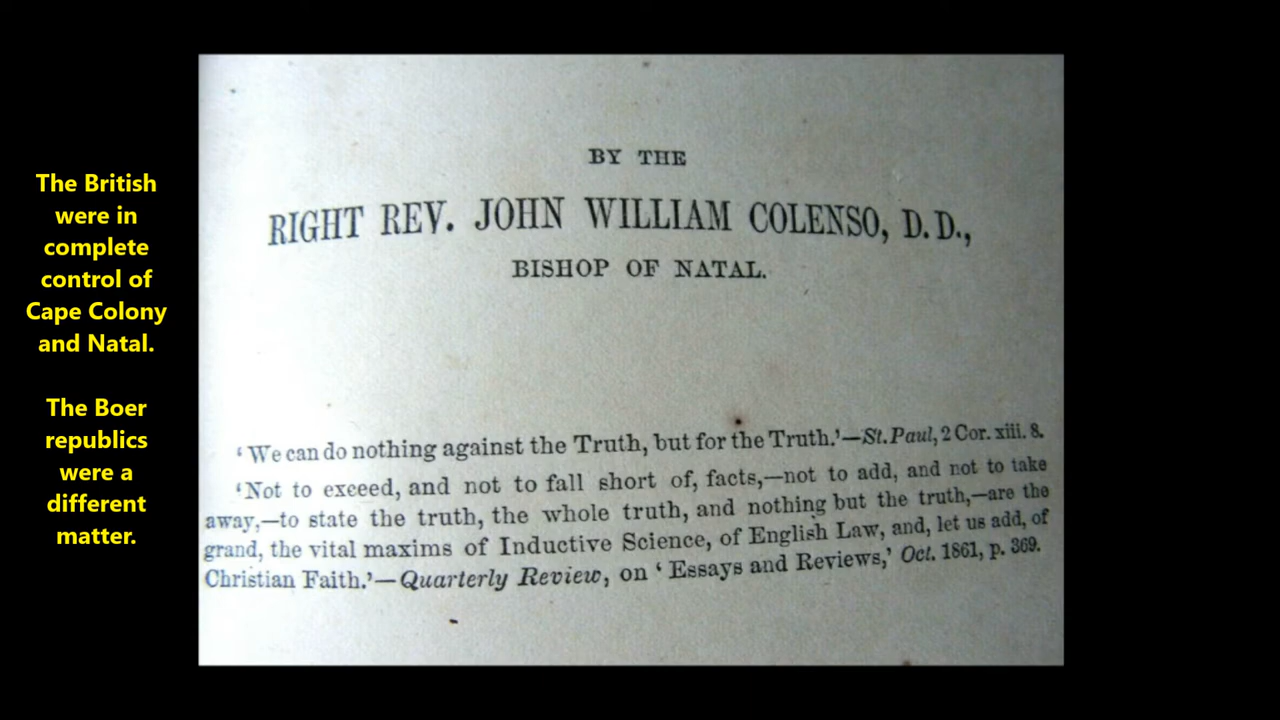 The British
were in
complete
control of
Cape Colony
and Natal.
The Boer
republics
were a
different
matter.
BY THE
RIGHT REV. JOHN WILLIAM COLENSO, D.D.,
BISHOP OF NATAL.
‘We can do nothing against the Truth, but for the Truth.’—St. Paul, 2 Cor. xiii. 8.
‘Not to exceed, and not to fall short of, facts,—not to add, and not to take
away,—to state the truth, the whole truth, and nothing but the truth,—are the
grand, the vital maxims of Inductive Science, of English Law, and, let us add, of
Christian Faith.’—Quarterly Review, on ‘Essays and Reviews,’ Oct. 1861, p. 369.